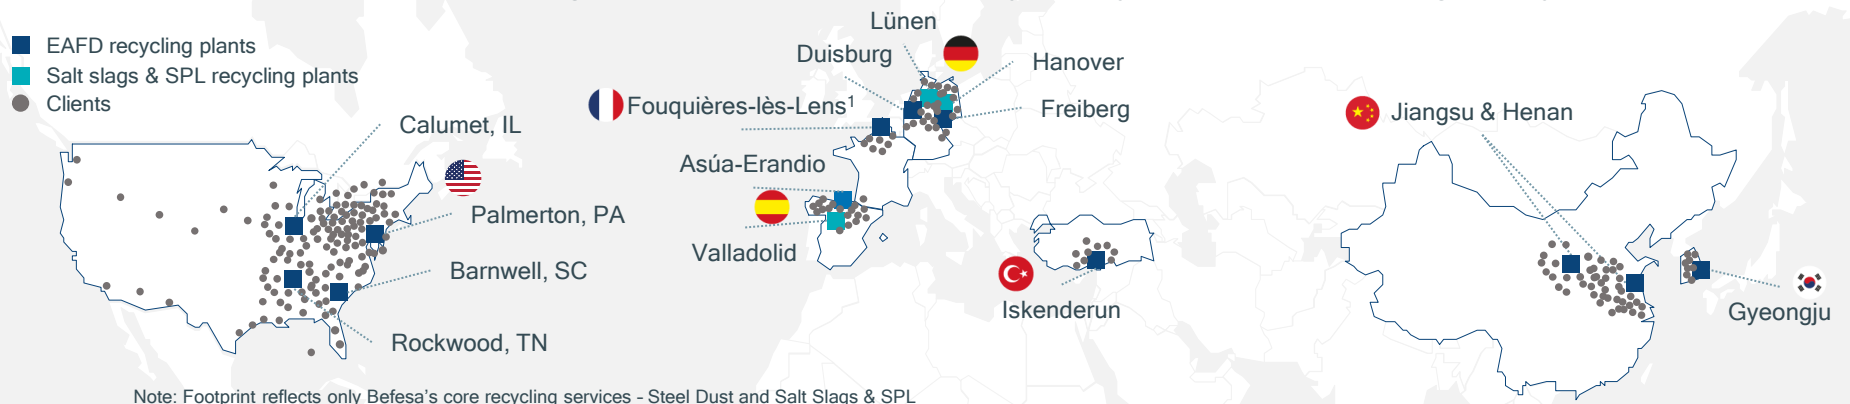 EAFD recycling plants
Salt slags & SPL recycling plants
Clients
Calumet, IL
Palmerton, PA
Barnwell, SC
Rockwood, TN
Lünen
Duisburg
Hanover
Fouquières-lès-Lens¹
Freiberg
Asúa-Erandio
Valladolid
Iskenderun
Jiangsu & Henan
Gyeongju
Note: Footprint reflects only Befesa's core recycling services - Steel Dust and Salt Slags & SPL